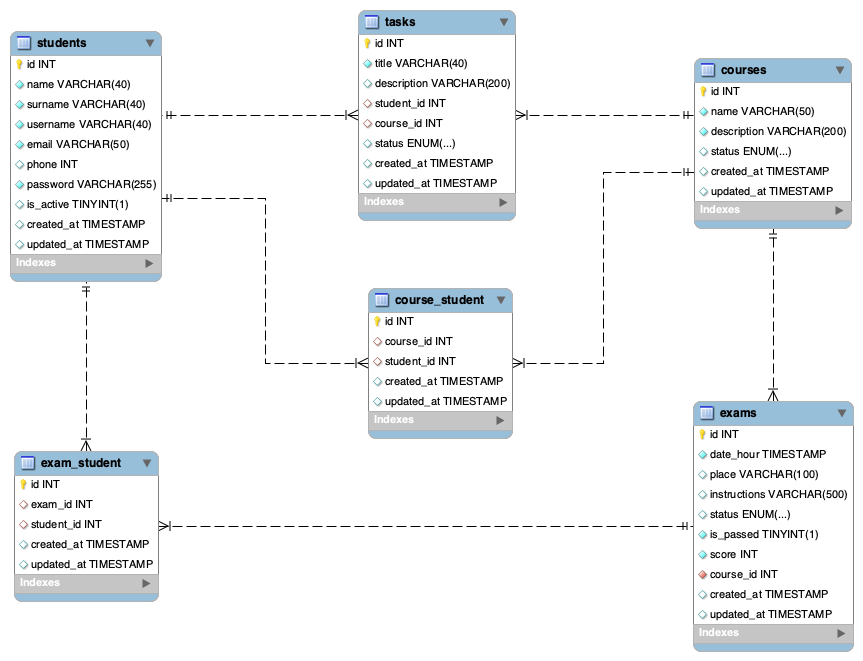 students
id INT
name VARCHAR(40)
surname VARCHAR(40)
username VARCHAR(40)
email VARCHAR(50)
phone INT
password VARCHAR(255)
is_active TINYINT(1)
created_at TIMESTAMP
updated_at TIMESTAMP
Indexes
tasks
id INT
title VARCHAR(40)
description VARCHAR(200)
student_id INT
course_id INT
status ENUM(...)
created_at TIMESTAMP
updated_at TIMESTAMP
Indexes
courses
id INT
name VARCHAR(50)
description VARCHAR(200)
status ENUM(...)
created_at TIMESTAMP
updated_at TIMESTAMP
Indexes
course_student
id INT
course_id INT
student_id INT
created_at TIMESTAMP
updated_at TIMESTAMP
Indexes
exam_student
id INT
exam_id INT
student_id INT
created_at TIMESTAMP
updated_at TIMESTAMP
Indexes
exams
id INT
date_hour TIMESTAMP
place VARCHAR(100)
instructions VARCHAR(500)
status ENUM(...)
is_passed TINYINT(1)
score INT
course_id INT
created_at TIMESTAMP
updated_at TIMESTAMP
Indexes